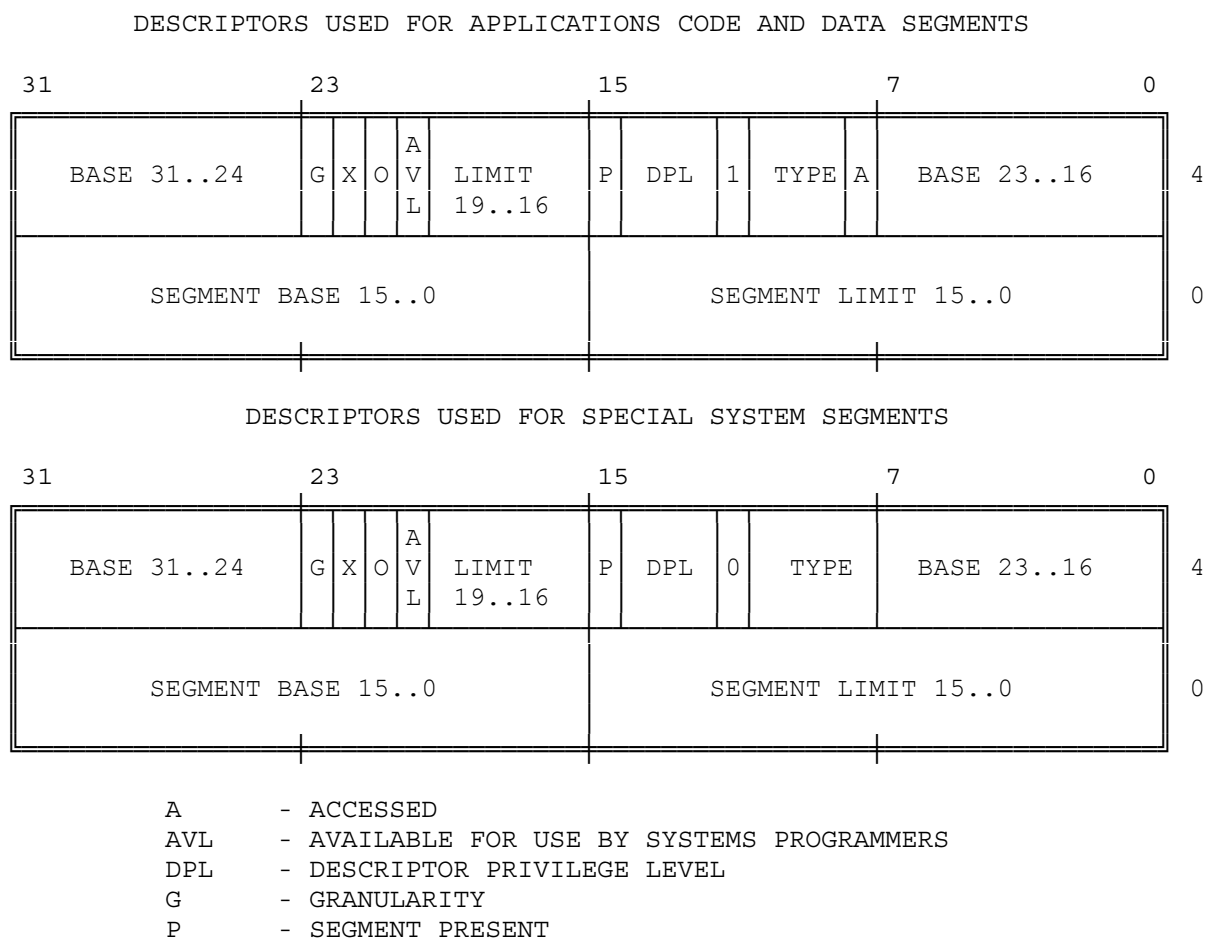 DESCRIPTORS USED FOR APPLICATIONS CODE AND DATA SEGMENTS
31 23 15 7 0
A
BASE 31..24 G X O V LIMIT P DPL 1 TYPE A BASE 23..16 4
L 19..16
SEGMENT BASE 15..0 SEGMENT LIMIT 15..0 0
DESCRIPTORS USED FOR SPECIAL SYSTEM SEGMENTS
31 23 15 7 0
A
BASE 31..24 G X O V LIMIT P DPL 0 TYPE BASE 23..16 4
L 19..16
SEGMENT BASE 15..0 SEGMENT LIMIT 15..0 0
A - ACCESSED
AVL - AVAILABLE FOR USE BY SYSTEMS PROGRAMMERS
DPL - DESCRIPTOR PRIVILEGE LEVEL
G - GRANULARITY
P - SEGMENT PRESENT